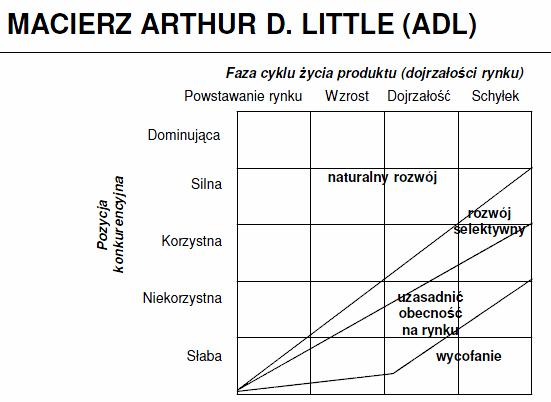 MACIERZ ARTHUR D. LITTLE (ADL)
Faza cyklu życia produktu (dojrzałości rynku)
Powstawanie rynku Wzrost Dojrzałość Schyłek
Pozycja
konkurencyjna
Dominująca
Silna
Korzystna
Niekorzystna
Słaba
naturalny rozwój
rozwój
selektywny
uzasadnić
obecność
na rynku
wycofanie